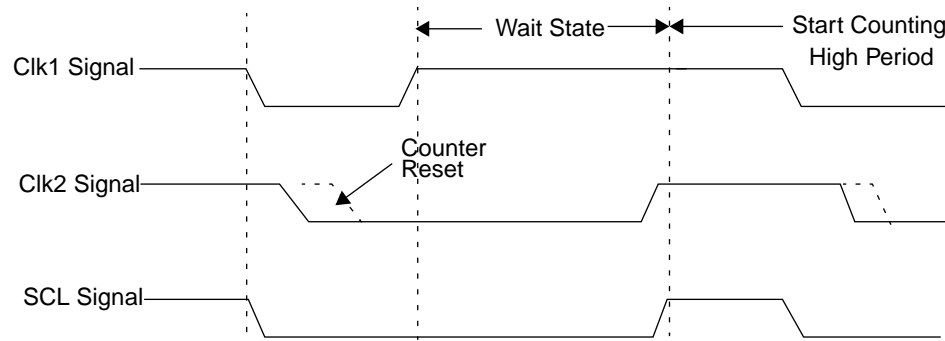 Wait State
Start Counting
High Period
Clk1 Signal
Counter
Reset
Clk2 Signal
SCL Signal